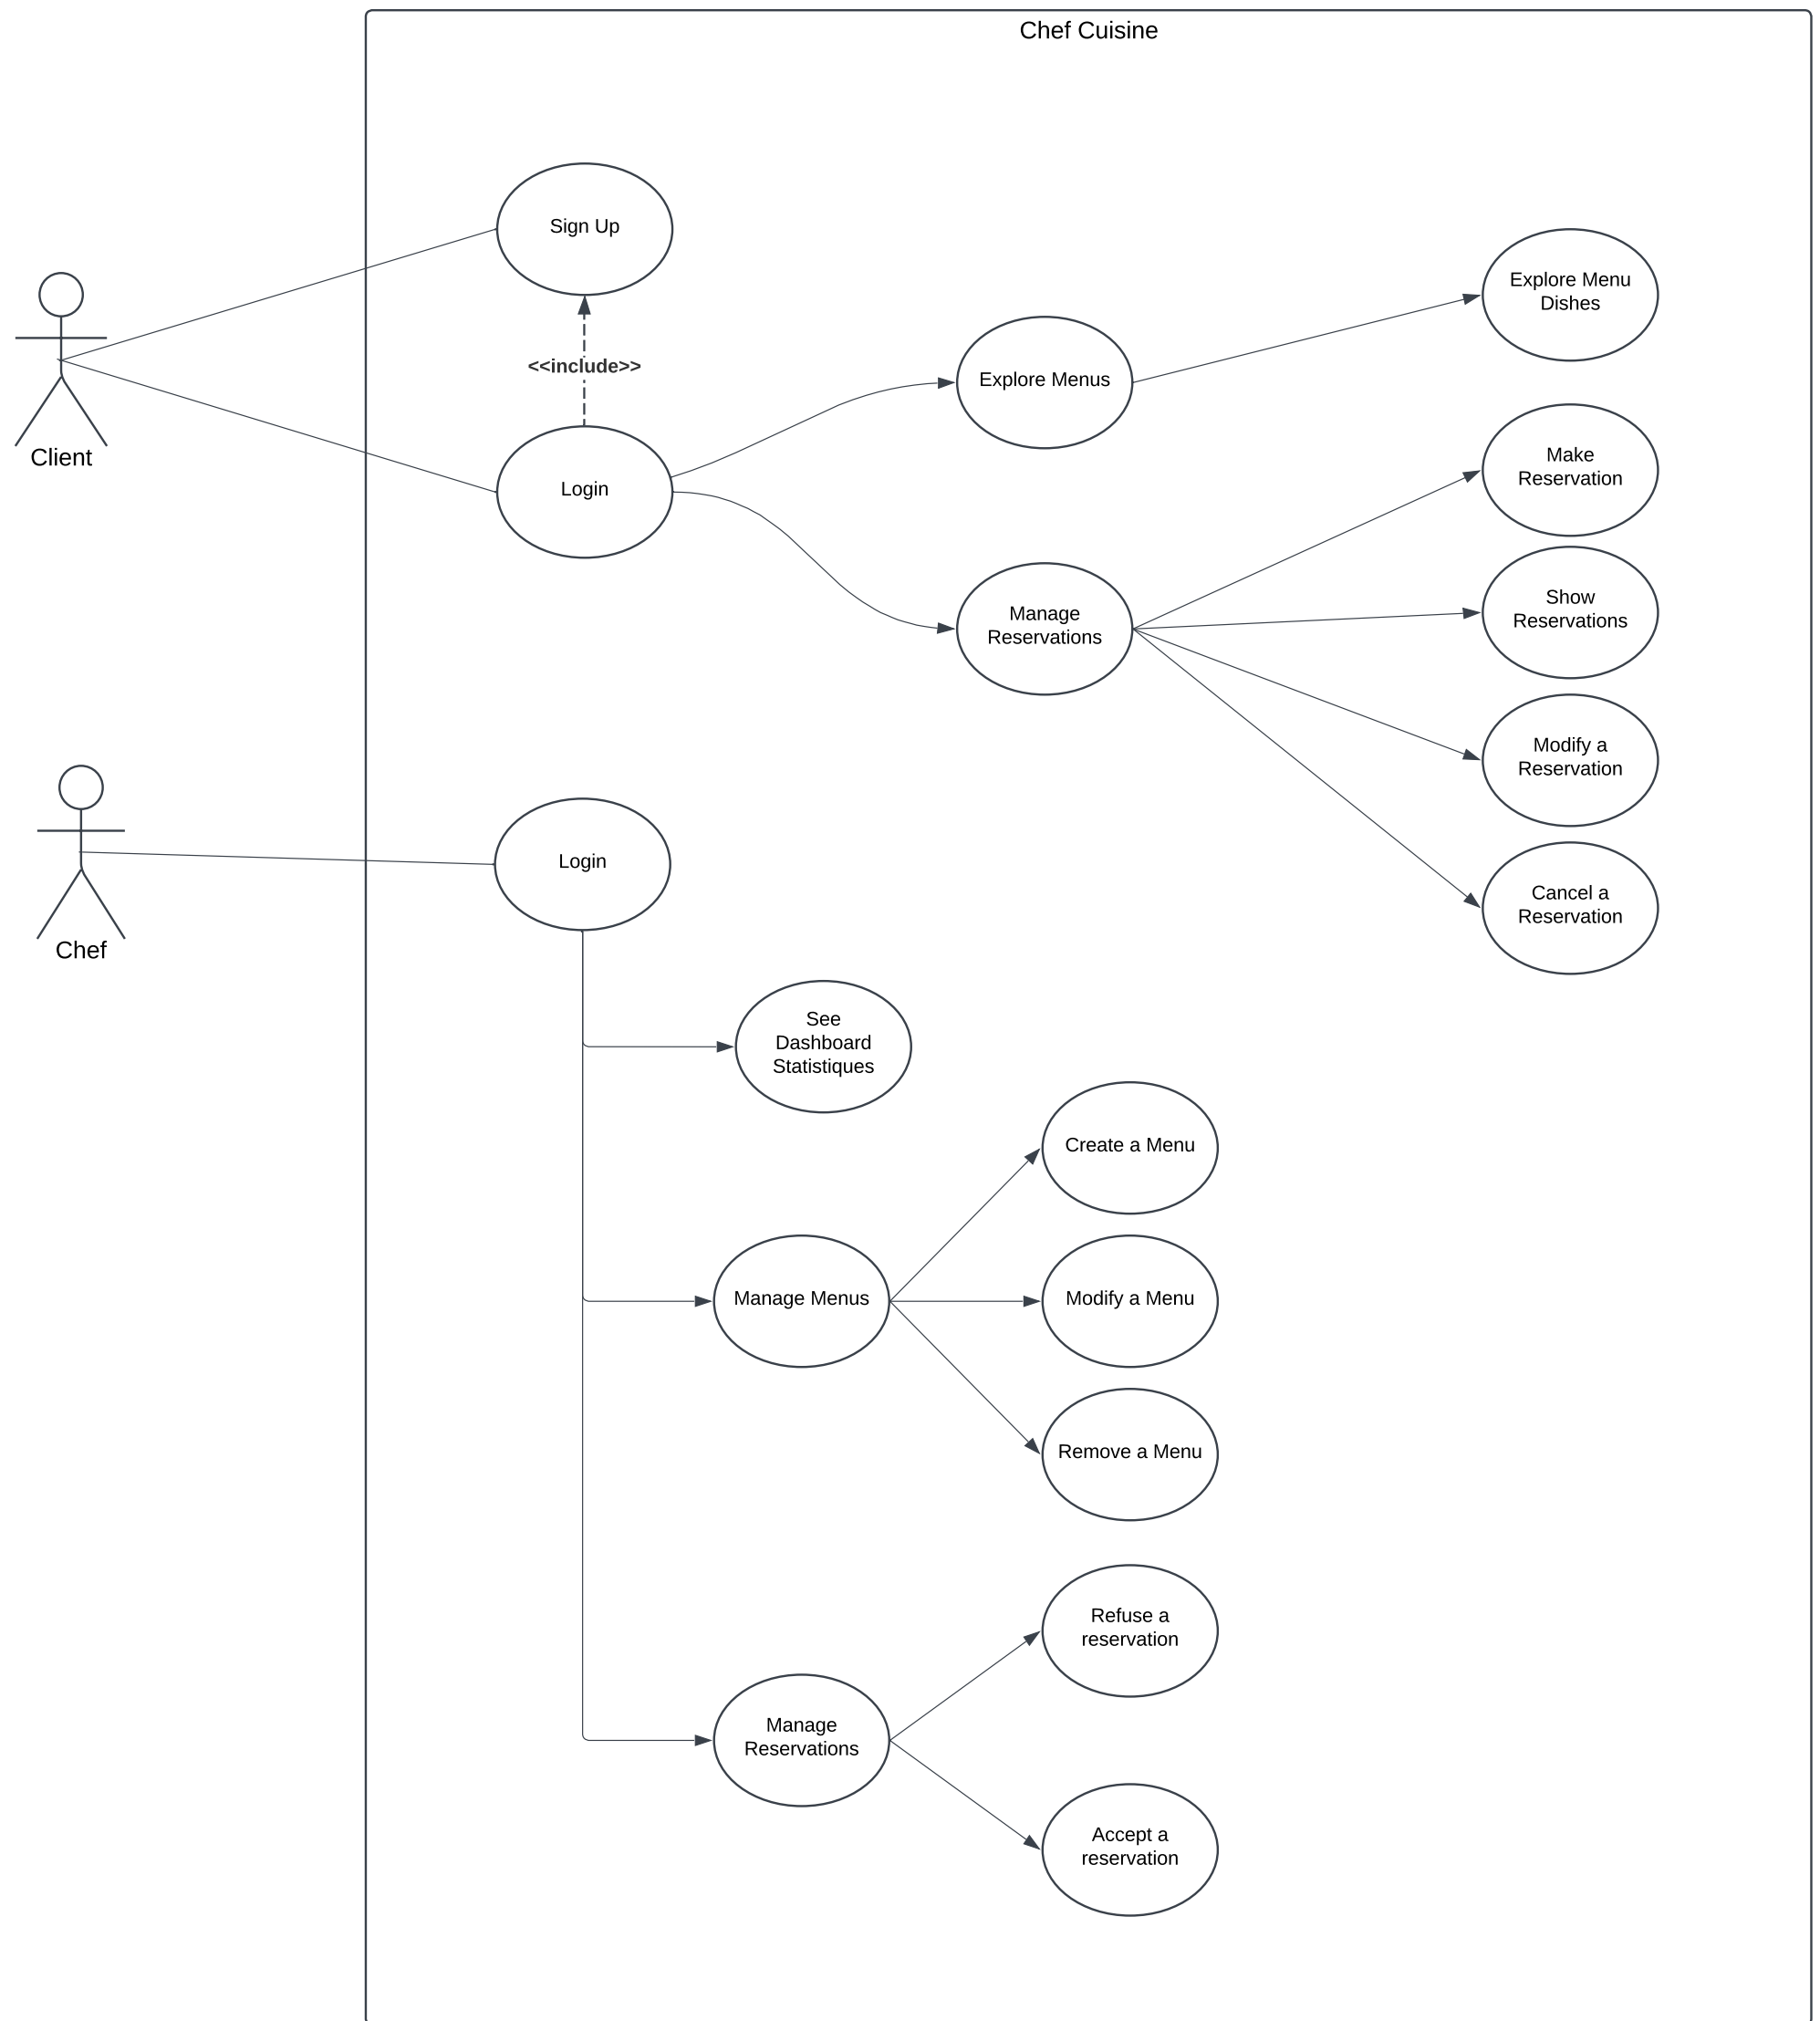 Chef Cuisine
Sign Up
Explore Menu
Dishes
<<include>>
Explore Menus
Client
Login
Make
Reservation
Show
Reservations
Manage
Reservations
Modify a
Reservation
Login
Cancel a
Reservation
Chef
See
Dashboard
Statistiques
Create a Menu
Manage Menus
Modify a Menu
Remove a Menu
Refuse a
reservation
Manage
Reservations
Accept a
reservation